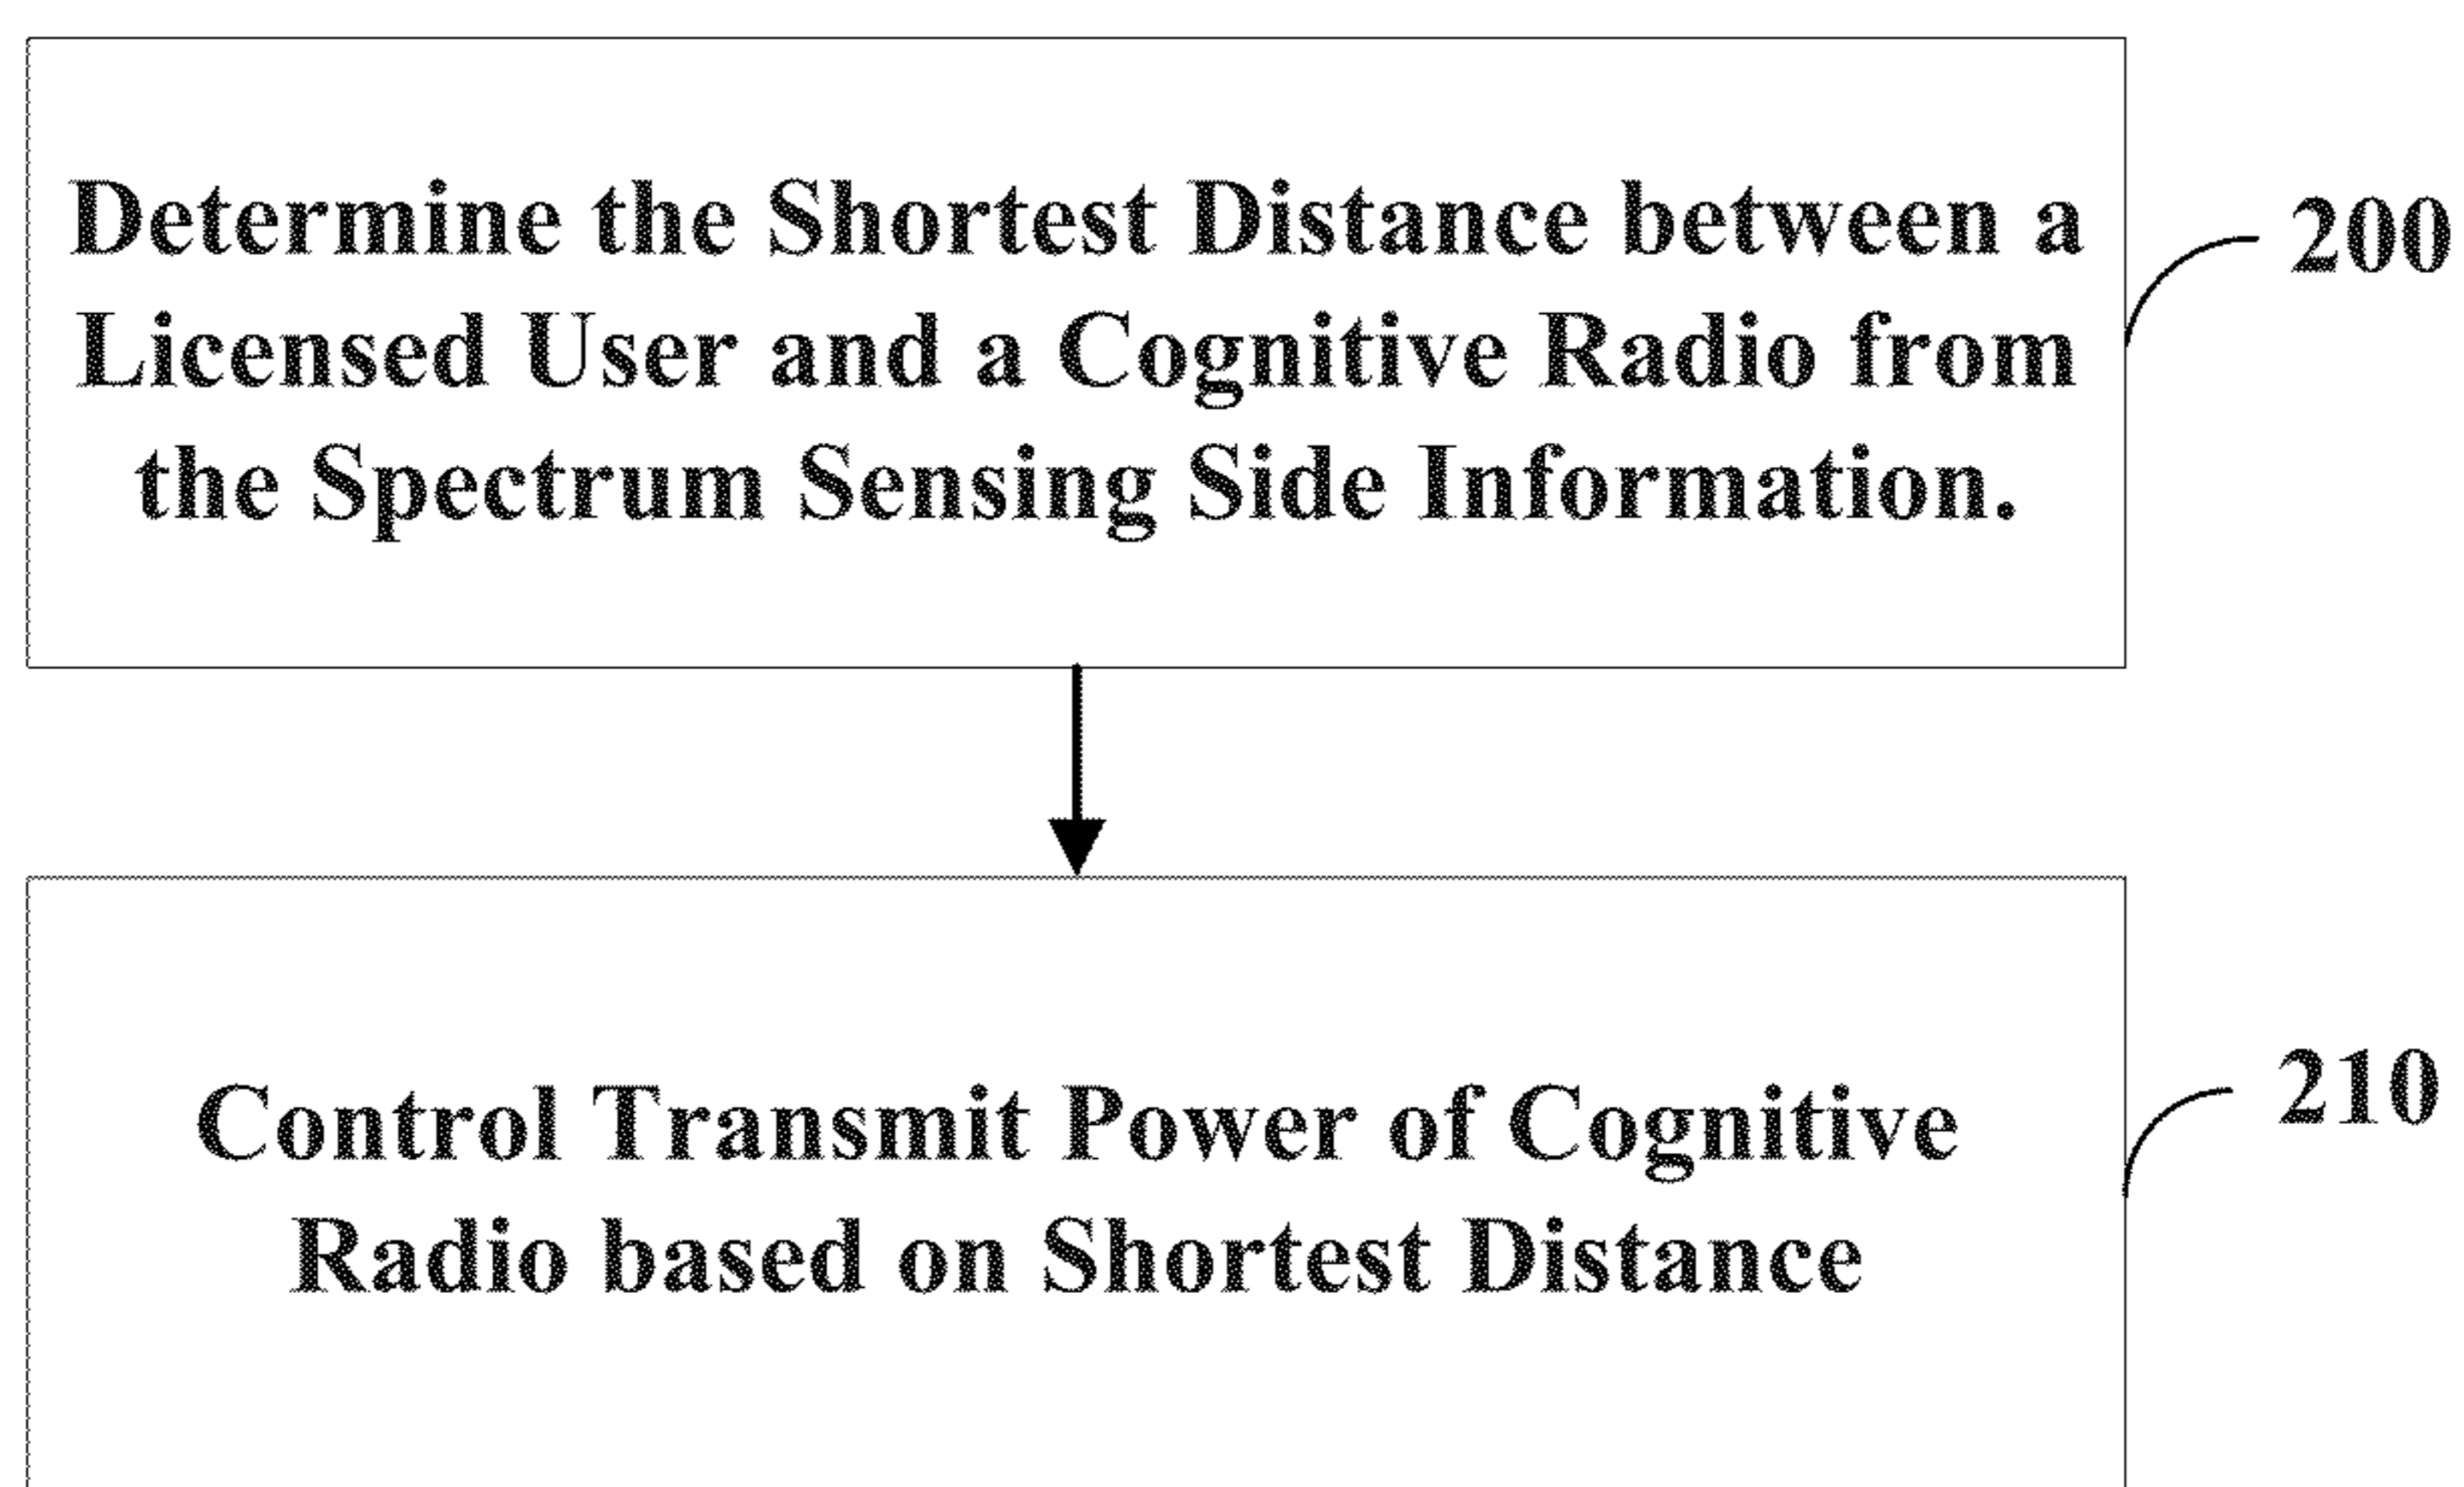 Determine the Shortest Distance between a
Licensed User and a Cognitive Radio from
the Spectrum Sensing Side Information.
200
Control Transmit Power of Cognitive
Radio based on Shortest Distance
210